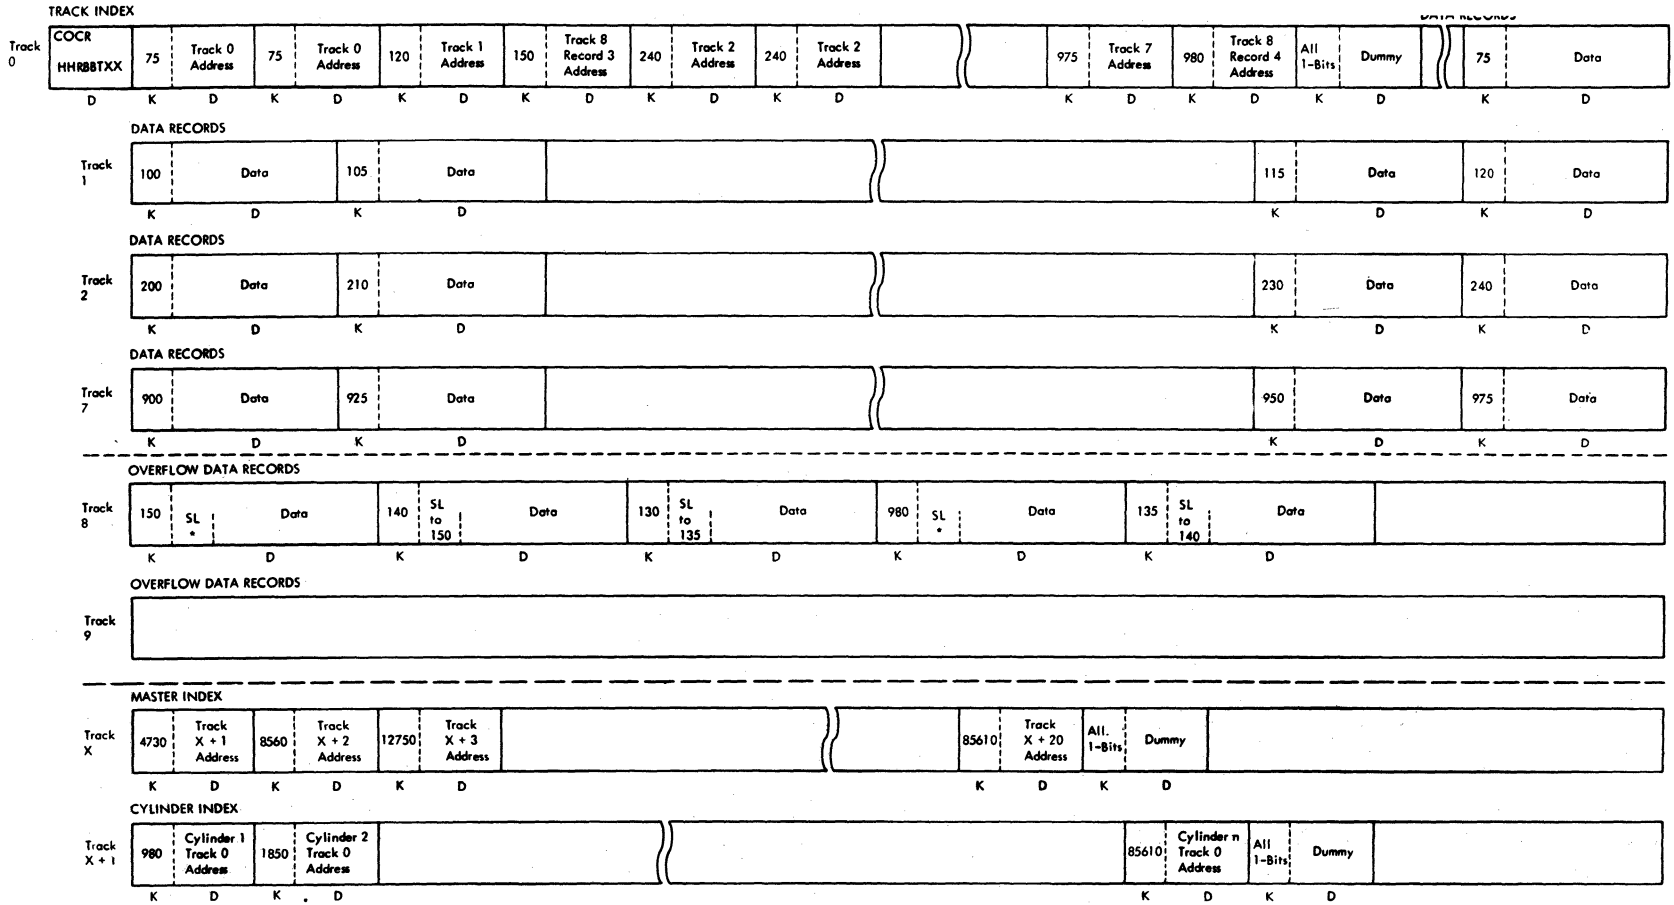 TRACK INDEX
DATA RECORDS
Track 0
COCR HHRBBTXX 75 Track 0 Address 75 Track 0 Address 120 Track 1 Address 150 Track 8 Record 3 Address 240 Track 2 Address 240 Track 2 Address 975 Track 7 Address 980 Track 8 Record 4 Address All 1-Bits Dummy 75 Data
D K D K D K D K D K D K D K D K D K D K D
DATA RECORDS
Track 1
100 Data 105 Data 115 Data 120 Data
K D K D K D K D
DATA RECORDS
Track 2
200 Data 210 Data 230 Data 240 Data
K D K D K D K D
DATA RECORDS
Track 7
900 Data 925 Data 950 Data 975 Data
K D K D K D K D
OVERFLOW DATA RECORDS
Track 8
150 SL * Data 140 SL to 150 Data 130 SL to 135 Data 980 SL * Data 135 SL to 140 Data
K D K D K D K D K D
OVERFLOW DATA RECORDS
Track 9
MASTER INDEX
Track X
4730 Track X + 1 Address 8560 Track X + 2 Address 12750 Track X + 3 Address 85610 Track X + 20 Address All. 1-Bits Dummy
K D K D K D K D K D
CYLINDER INDEX
Track X + 1
980 Cylinder 1 Track 0 Address 1850 Cylinder 2 Track 0 Address 85610 Cylinder n Track 0 Address All 1-Bits Dummy
K D K D K D K D